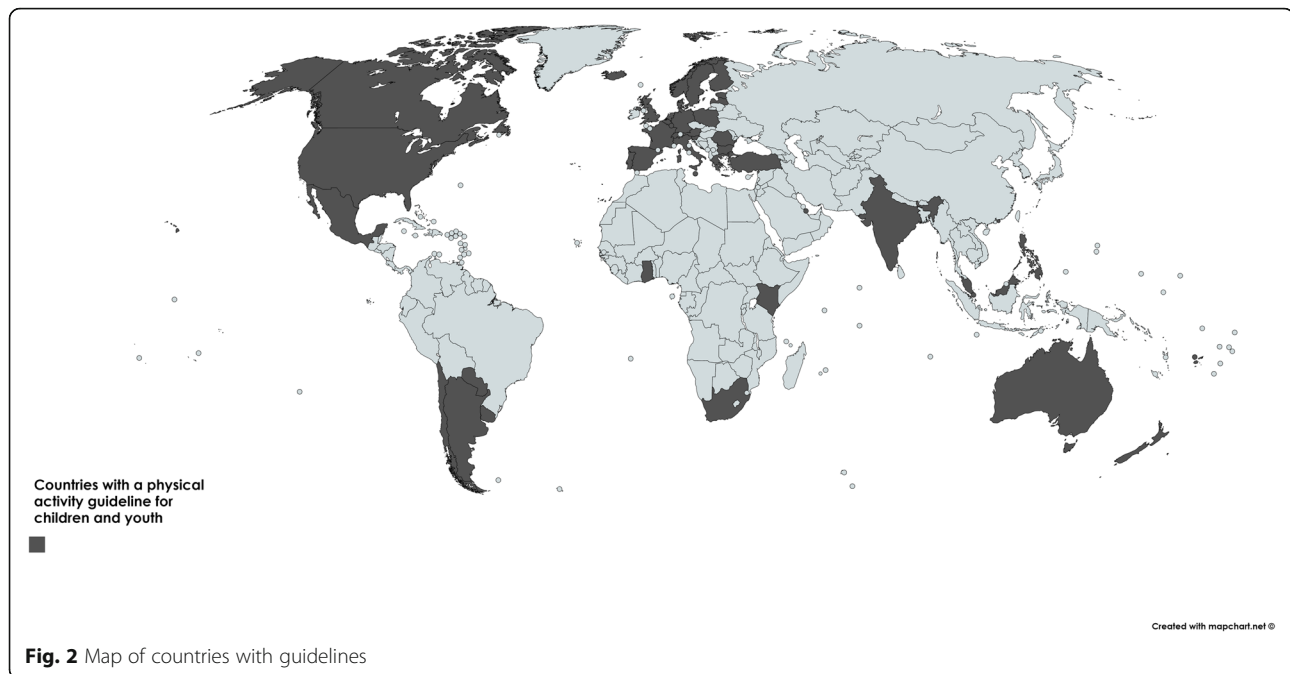 Countries with a physical
activity guideline for
children and youth
Created with mapchart.net ©
Fig. 2 Map of countries with guidelines